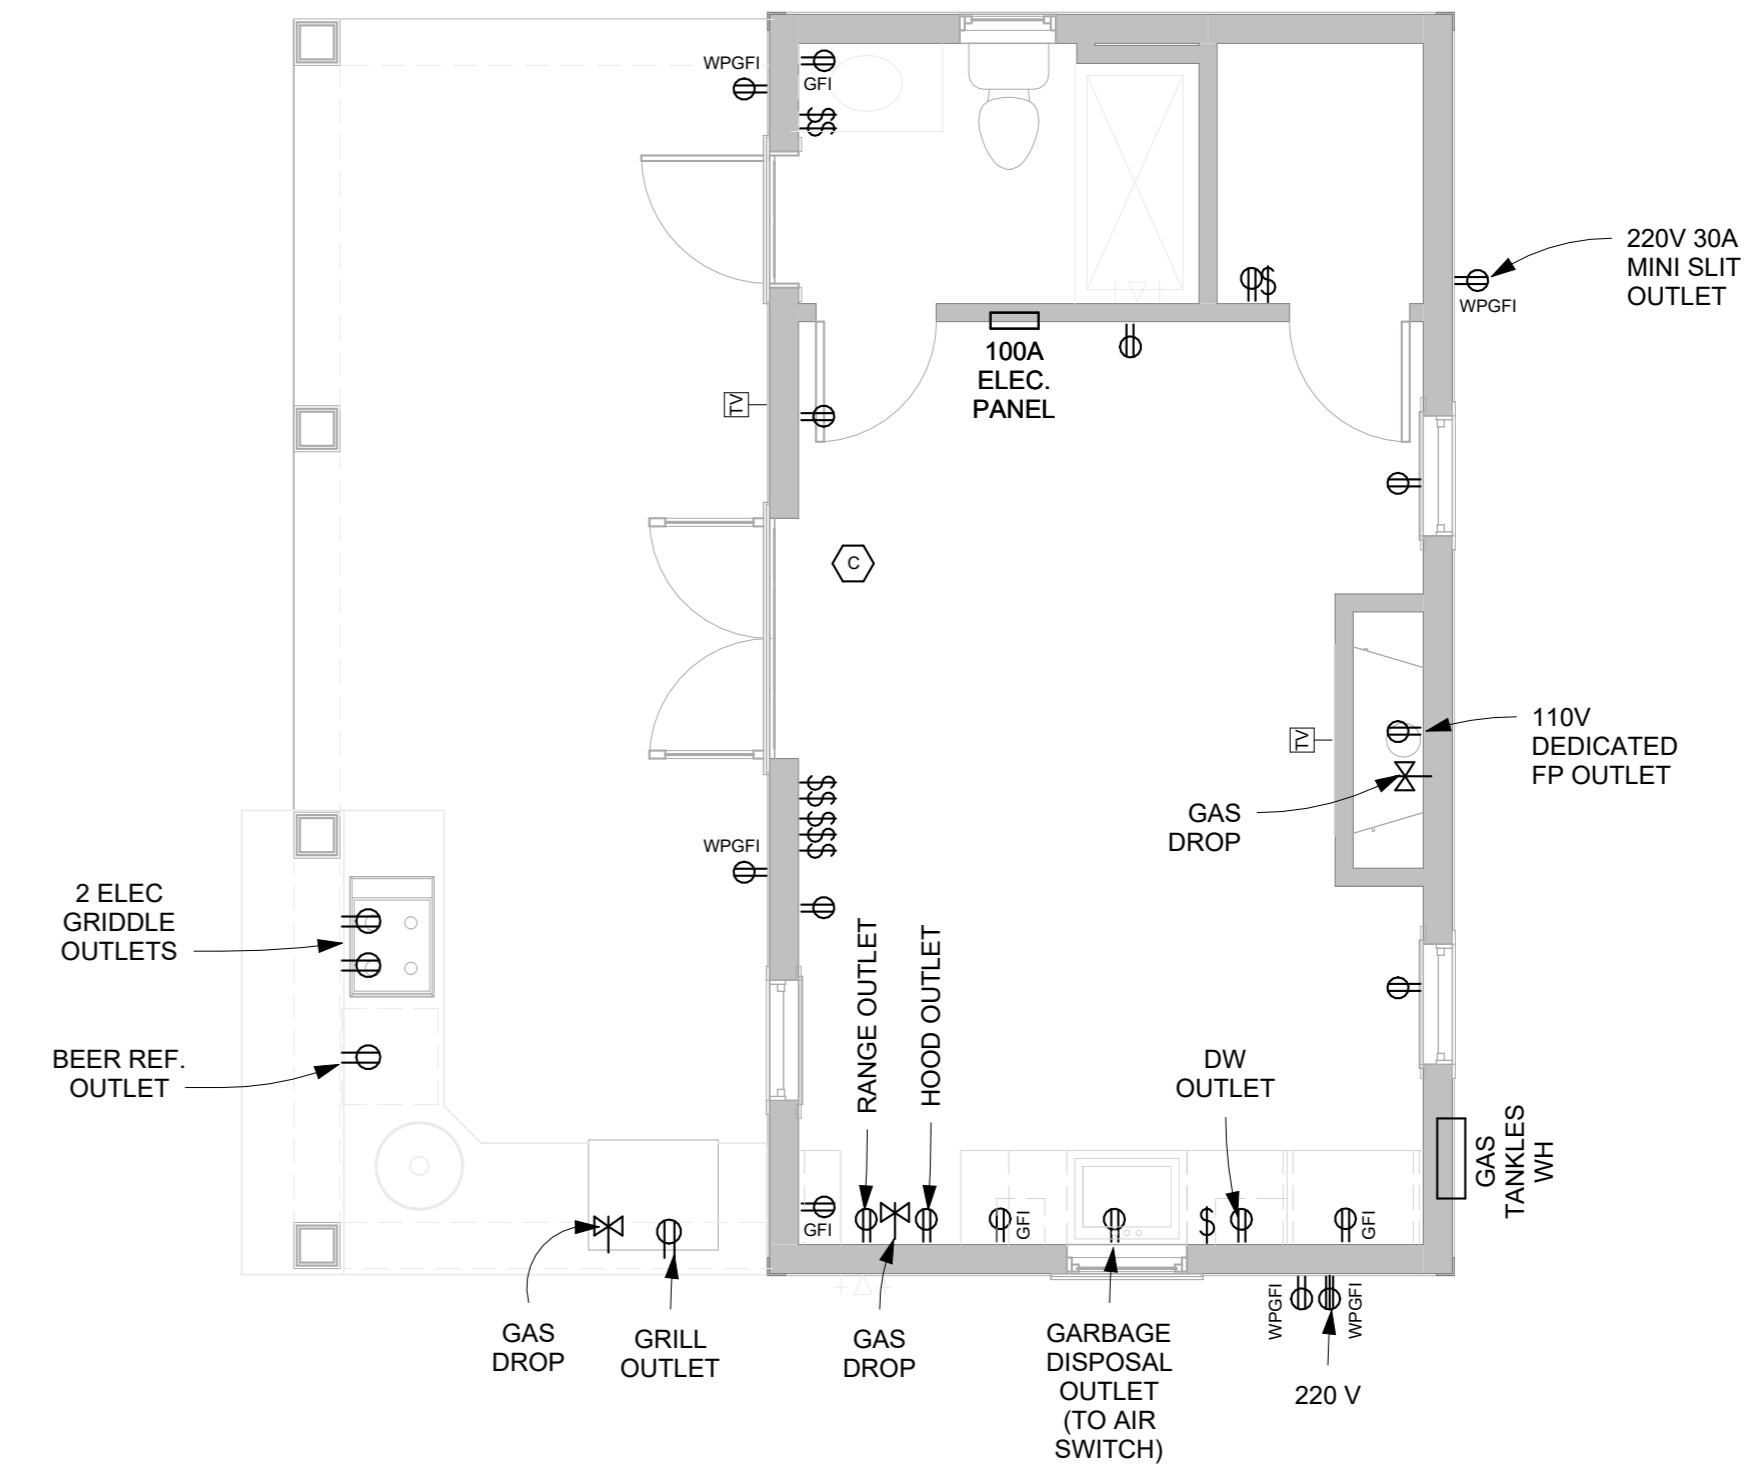 WPGFI
GFI
220V 30A
MINI SLIT
OUTLET
WPGFI
100A
ELEC.
PANEL
TV
C
110V
DEDICATED
FP OUTLET
TV
GAS
DROP
WPGFI
2 ELEC
GRIDDLE
OUTLETS
RANGE OUTLET
HOOD OUTLET
BEER REF.
OUTLET
DW
OUTLET
GAS
TANKLES
WH
GFI
GFI
GFI
WPGFI
WPGFI
GAS
DROP
GRILL
OUTLET
GAS
DROP
GARBAGE
DISPOSAL
OUTLET
(TO AIR
SWITCH)
220 V